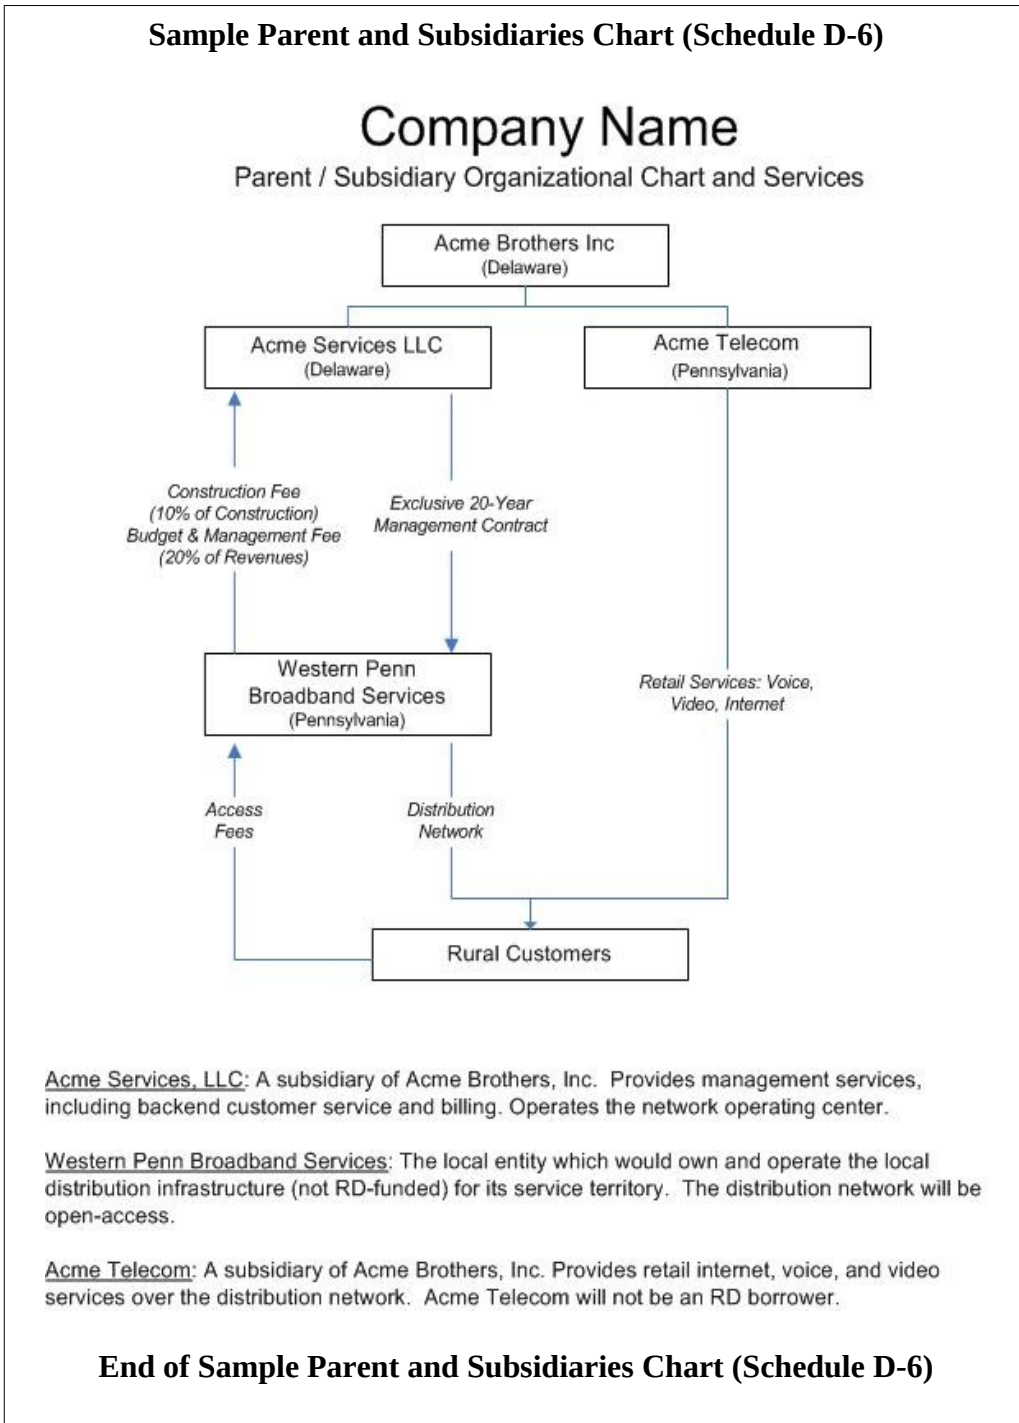 Sample Parent and Subsidiaries Chart (Schedule D-6)
Company Name
Parent / Subsidiary Organizational Chart and Services
Acme Brothers Inc
(Delaware)
Acme Services LLC
(Delaware)
Acme Telecom
(Pennsylvania)
Construction Fee
(10% of Construction)
Budget & Management Fee
(20% of Revenues)
Exclusive 20-Year
Management Contract
Western Penn
Broadband Services
(Pennsylvania)
Retail Services: Voice,
Video, Internet
Access
Fees
Distribution
Network
Rural Customers
Acme Services, LLC: A subsidiary of Acme Brothers, Inc.  Provides management services,
including backend customer service and billing. Operates the network operating center.
Western Penn Broadband Services: The local entity which would own and operate the local
distribution infrastructure (not RD-funded) for its service territory.  The distribution network will be
open-access.
Acme Telecom: A subsidiary of Acme Brothers, Inc. Provides retail internet, voice, and video
services over the distribution network.  Acme Telecom will not be an RD borrower.
End of Sample Parent and Subsidiaries Chart (Schedule D-6)